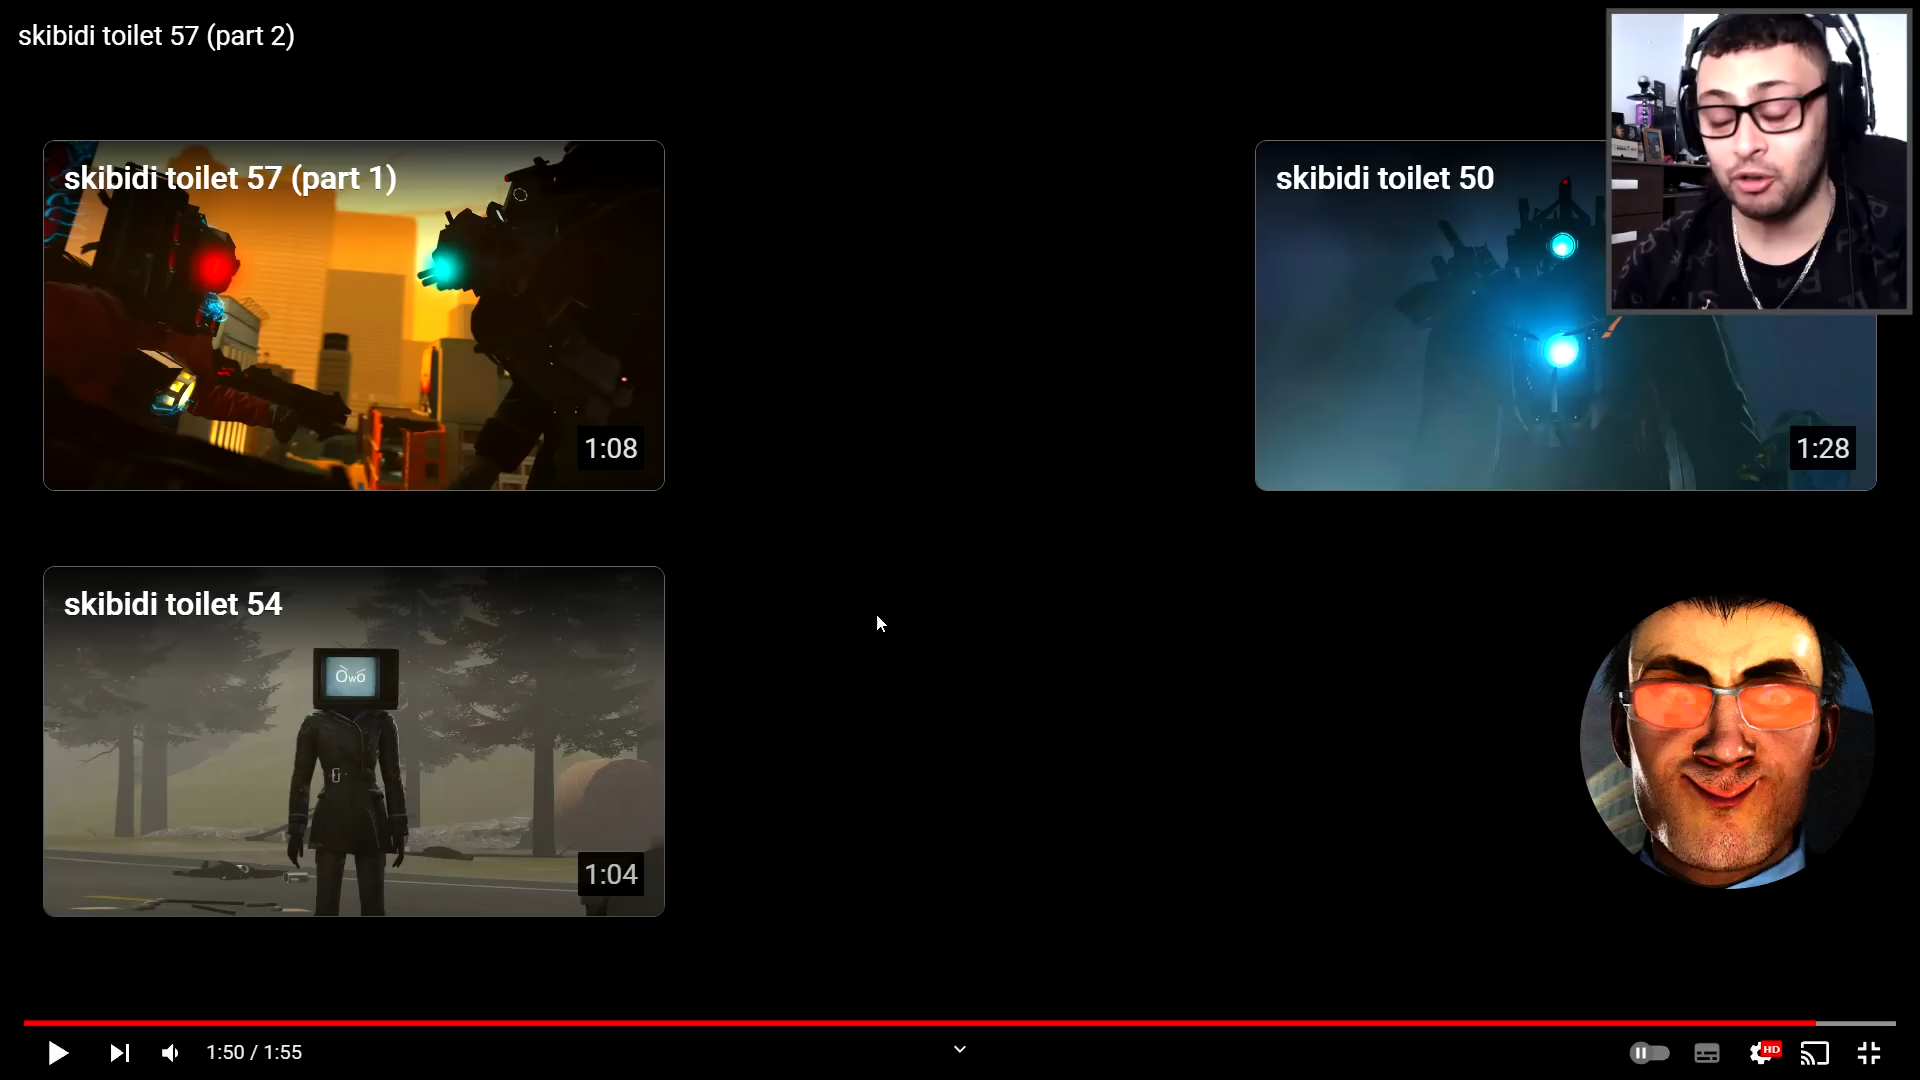 skibidi toilet 57 (part 2)
skibidi toilet 57 (part 1)
1:08
skibidi toilet 50
1:28
skibidi toilet 54
ÒwÓ
1:04
1:50 / 1:55
HD